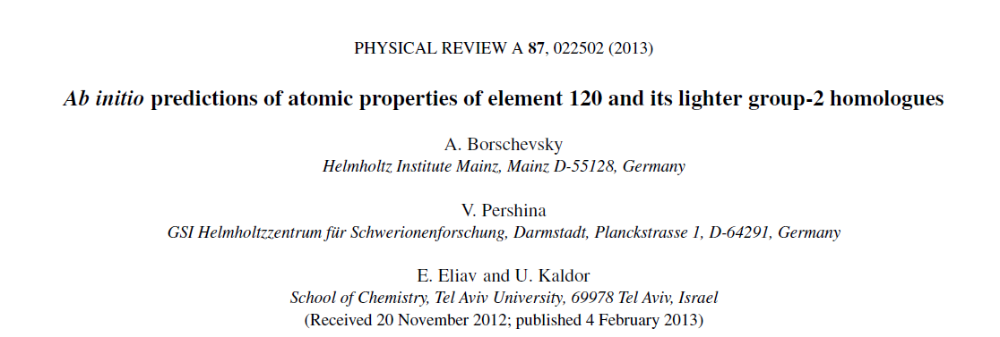 PHYSICAL REVIEW A 87, 022502 (2013)
Ab initio predictions of atomic properties of element 120 and its lighter group-2 homologues
A. Borschevsky
Helmholtz Institute Mainz, Mainz D-55128, Germany
V. Pershina
GSI Helmholtzzentrum für Schwerionenforschung, Darmstadt, Planckstrasse 1, D-64291, Germany
E. Eliav and U. Kaldor
School of Chemistry, Tel Aviv University, 69978 Tel Aviv, Israel
(Received 20 November 2012; published 4 February 2013)